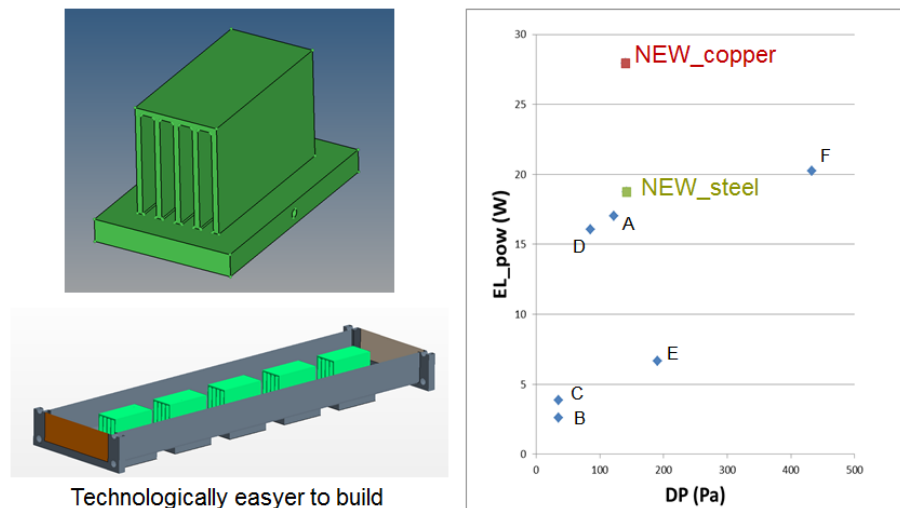 Technologically easyer to build
EL_pow (W)
30
25
20
15
10
5
0
NEW_copper
F
NEW_steel
A
D
E
C
B
0 100 200 300 400 500
DP (Pa)